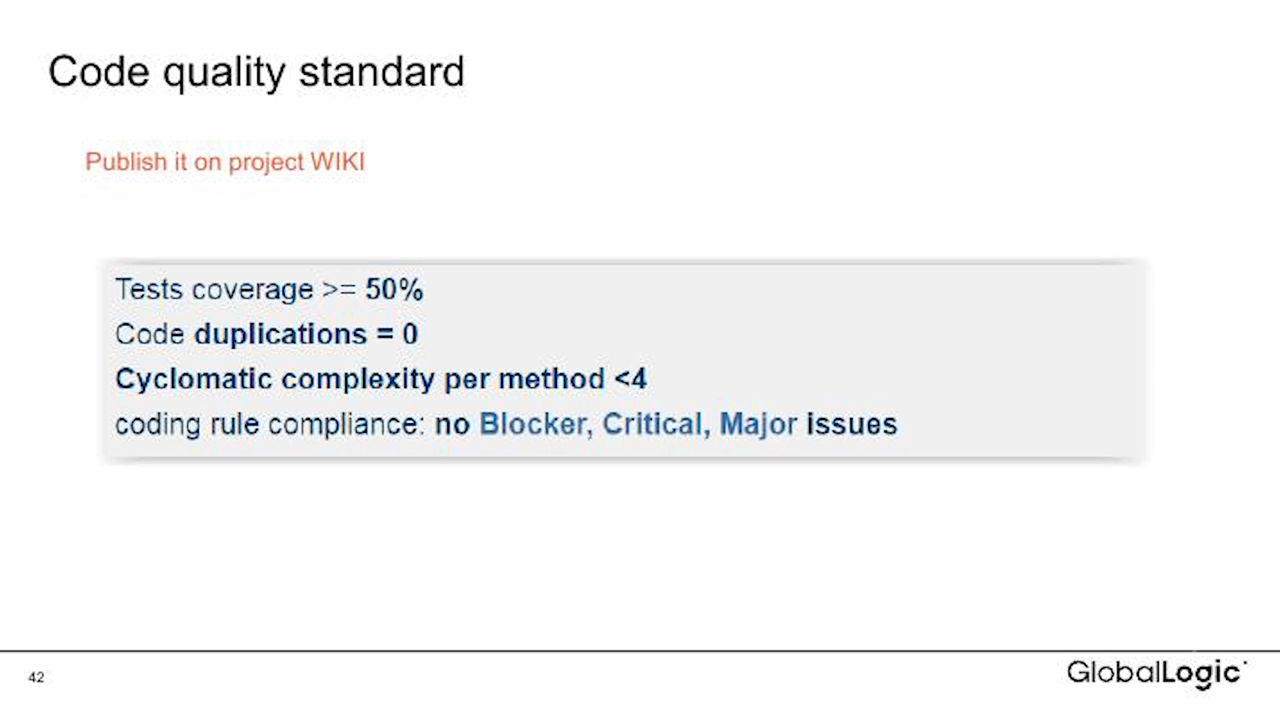 Code quality standard
Publish it on project WIKI
Tests coverage >= 50%
Code duplications = 0
Cyclomatic complexity per method <4
coding rule compliance: no Blocker, Critical, Major issues
42
GlobalLogic